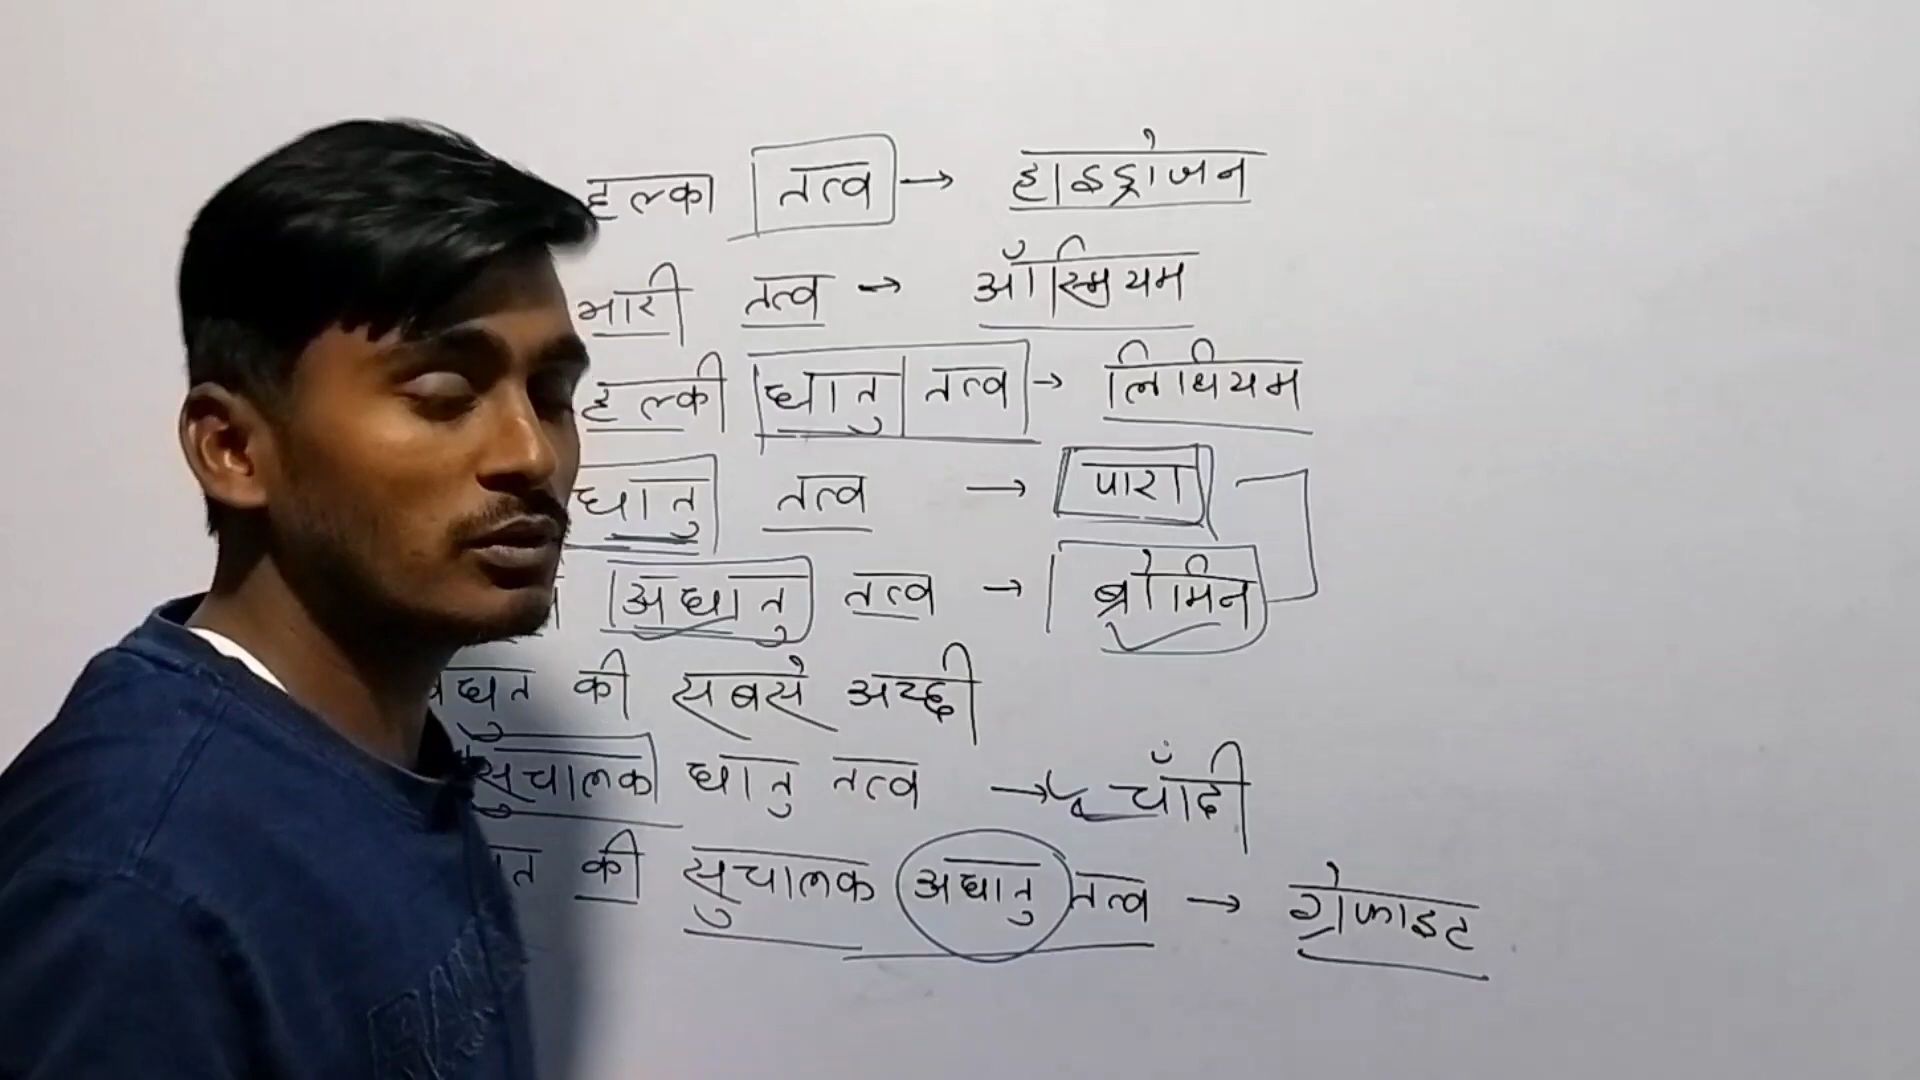 हल्का तत्व → हाइड्रोजन
भारी तत्व → ऑस्मियम
हल्की धातु तत्व → लिथियम
धातु तत्व → पारा
अधातु तत्व → ब्रोमिन
की सबसे अच्छी
सुचालक धातु तत्व → चाँदी
की सुचालक अधातु तत्व → ग्रेफाइट